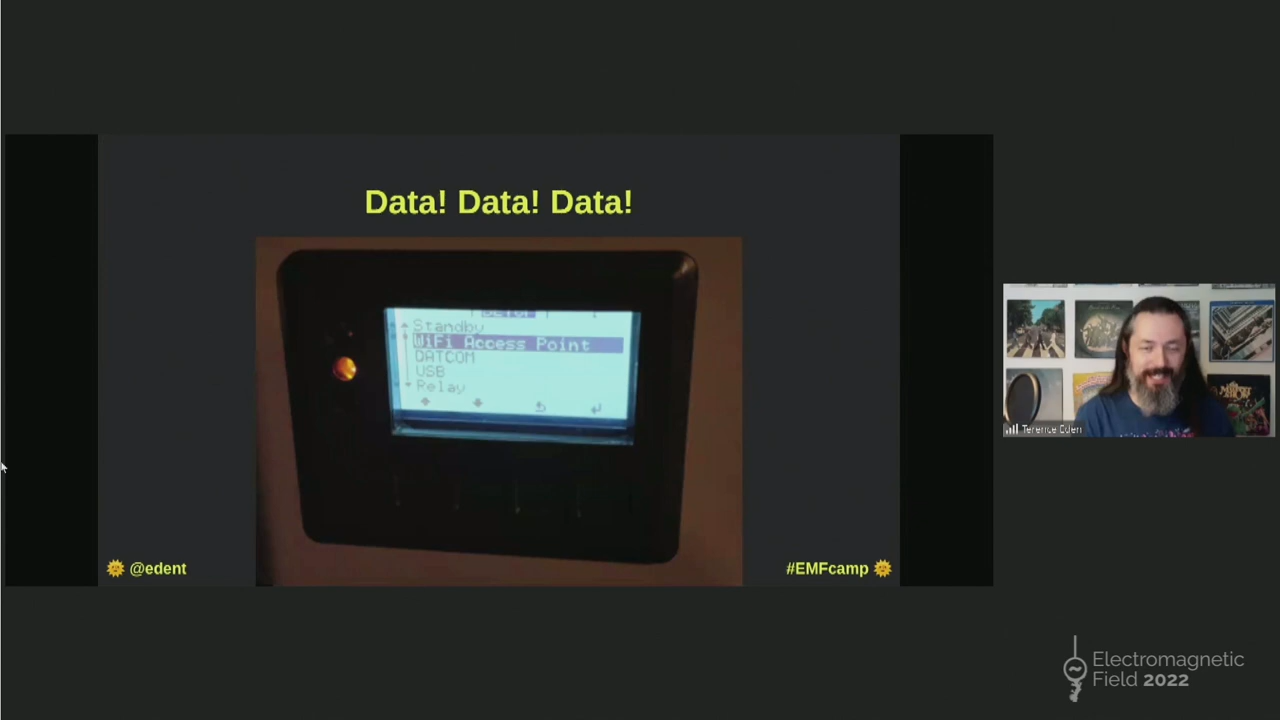 Data! Data! Data!
Standby
WiFi Access Point
DATCOM
USB
Relay
@edent
#EMFcamp
Terence Eden
Electromagnetic
Field 2022